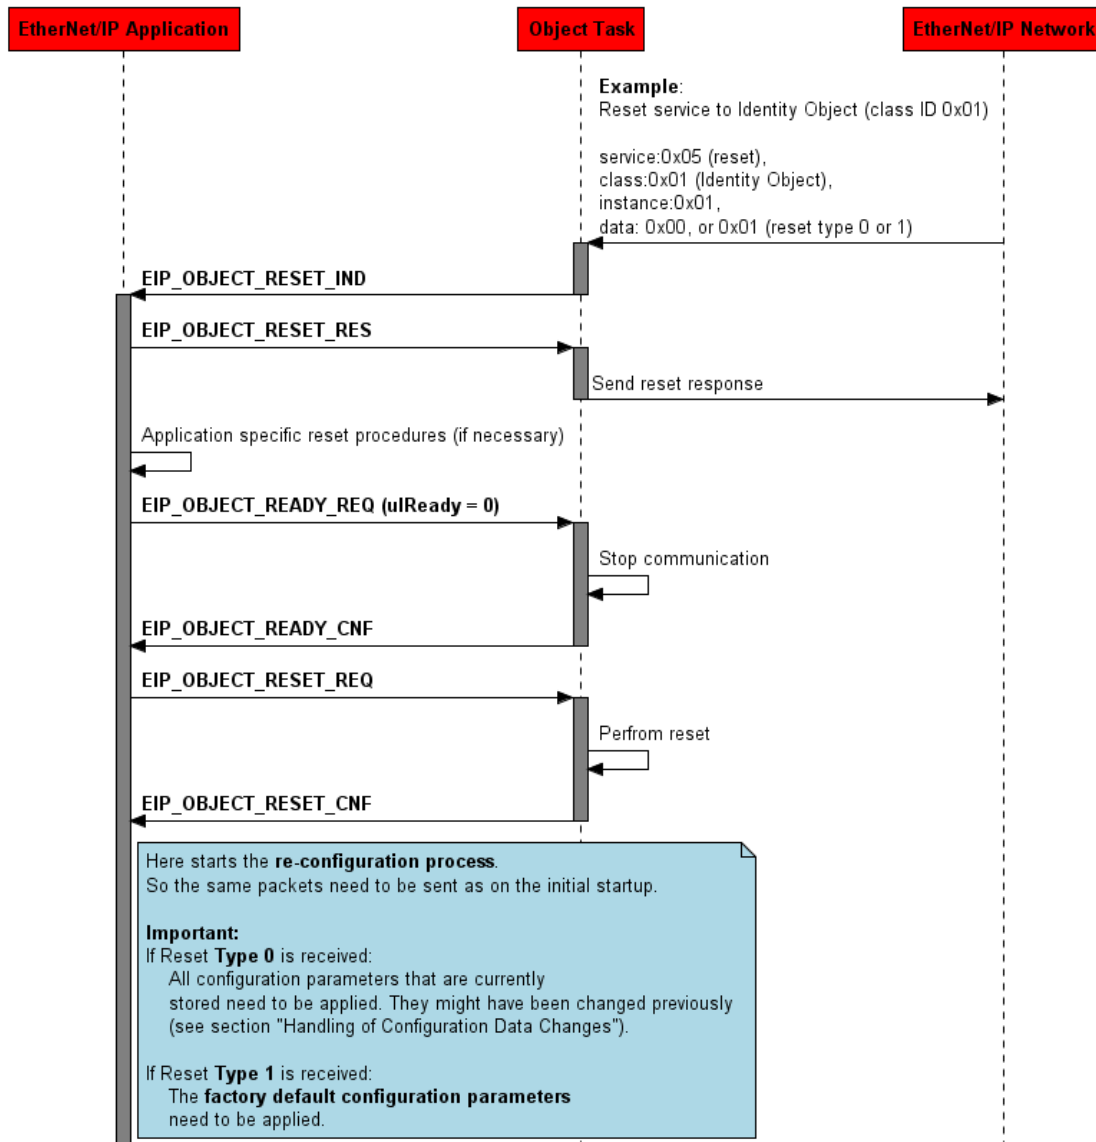 EtherNet/IP Application
Object Task
EtherNet/IP Network
Example:
Reset service to Identity Object (class ID 0x01)
service:0x05 (reset),
class:0x01 (Identity Object),
instance:0x01,
data: 0x00, or 0x01 (reset type 0 or 1)
EIP_OBJECT_RESET_IND
EIP_OBJECT_RESET_RES
Send reset response
Application specific reset procedures (if necessary)
EIP_OBJECT_READY_REQ (ulReady = 0)
Stop communication
EIP_OBJECT_READY_CNF
EIP_OBJECT_RESET_REQ
Perfrom reset
EIP_OBJECT_RESET_CNF
Here starts the re-configuration process.
So the same packets need to be sent as on the initial startup.
Important:
If Reset Type 0 is received:
All configuration parameters that are currently
stored need to be applied. They might have been changed previously
(see section "Handling of Configuration Data Changes").
If Reset Type 1 is received:
The factory default configuration parameters
need to be applied.